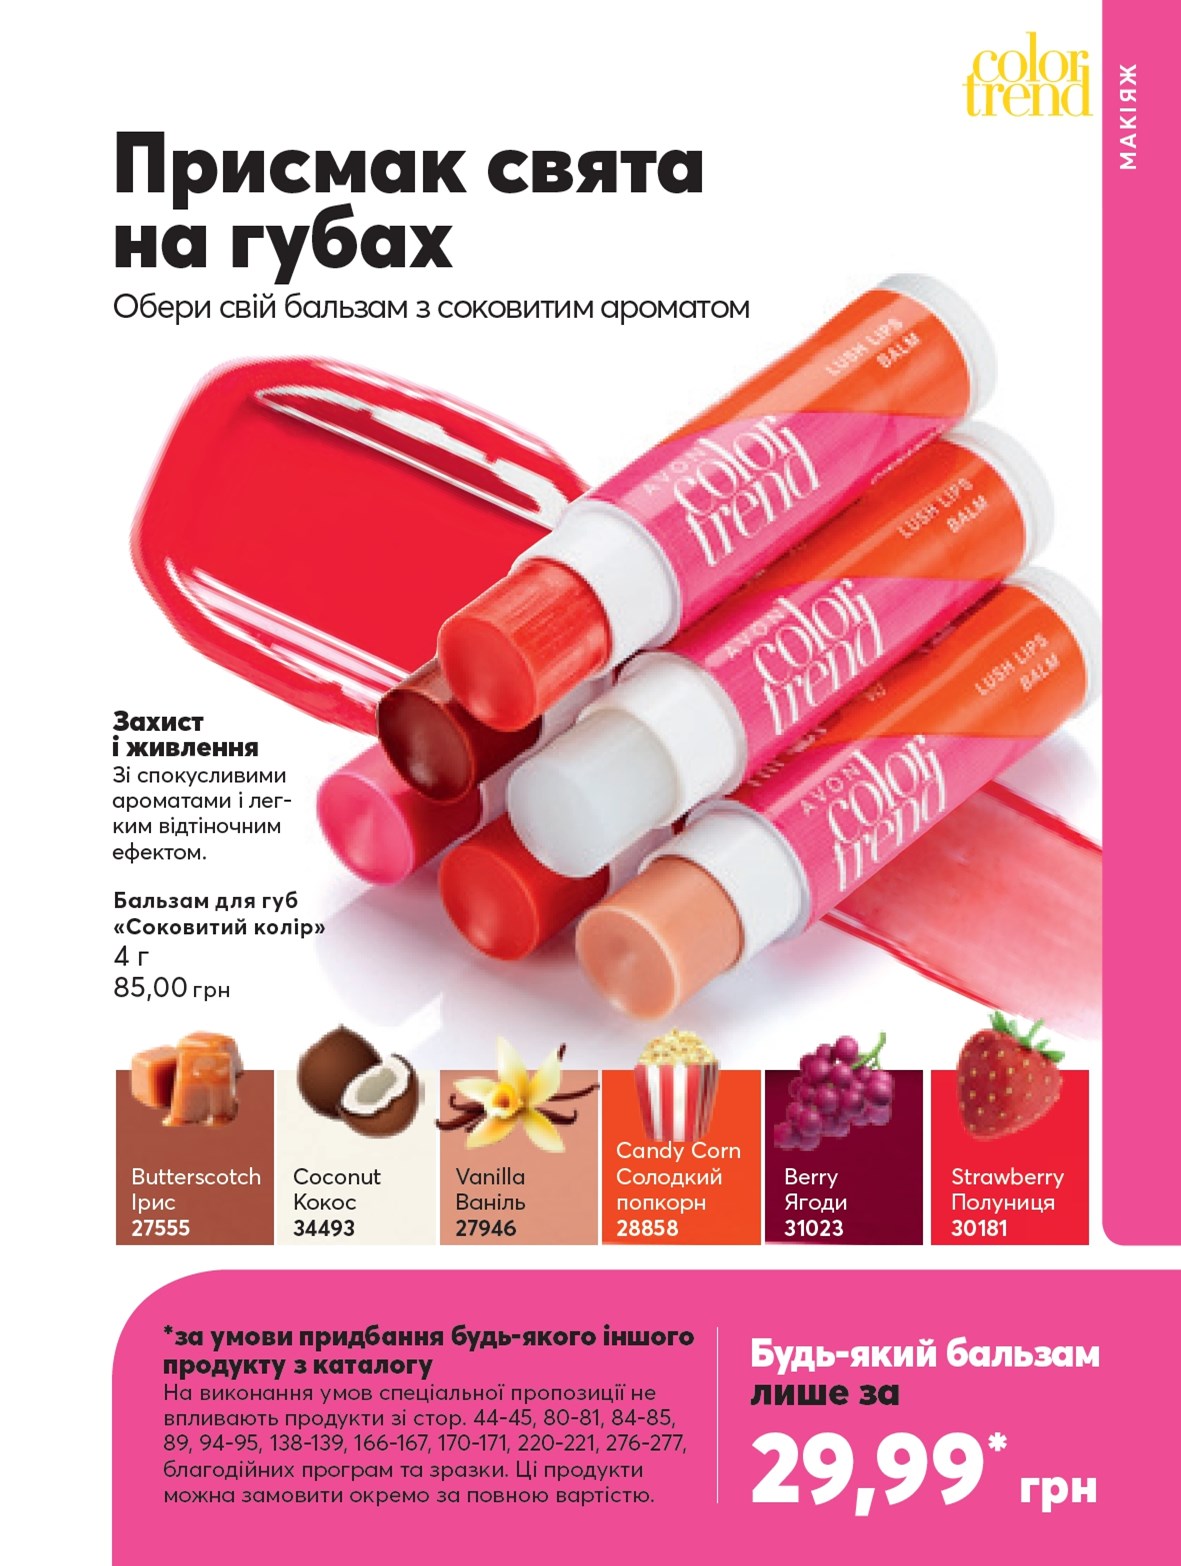 color
trend
МАКІЯЖ
Присмак свята
на губах
Обери свій бальзам з соковитим ароматом
LUSH LIPS
BALM
AVON
color
trend
LUSH LIPS
BALM
AVON
color
trend
LUSH LIPS
BALM
AVON
color
trend
Захист
і живлення
Зі спокусливими
ароматами і лег-
ким відтіночним
ефектом.
Бальзам для губ
«Соковитий колір»
4 г
85,00 грн
Butterscotch
Ірис
27555
Coconut
Кокос
34493
Vanilla
Ваніль
27946
Candy Corn
Солодкий
попкорн
28858
Berry
Ягоди
31023
Strawberry
Полуниця
30181
*за умови придбання будь-якого іншого
продукту з каталогу
На виконання умов спеціальної пропозиції не
впливають продукти зі стор. 44-45, 80-81, 84-85,
89, 94-95, 138-139, 166-167, 170-171, 220-221, 276-277,
благодійних програм та зразки. Ці продукти
можна замовити окремо за повною вартістю.
Будь-який бальзам
лише за
29,99* грн